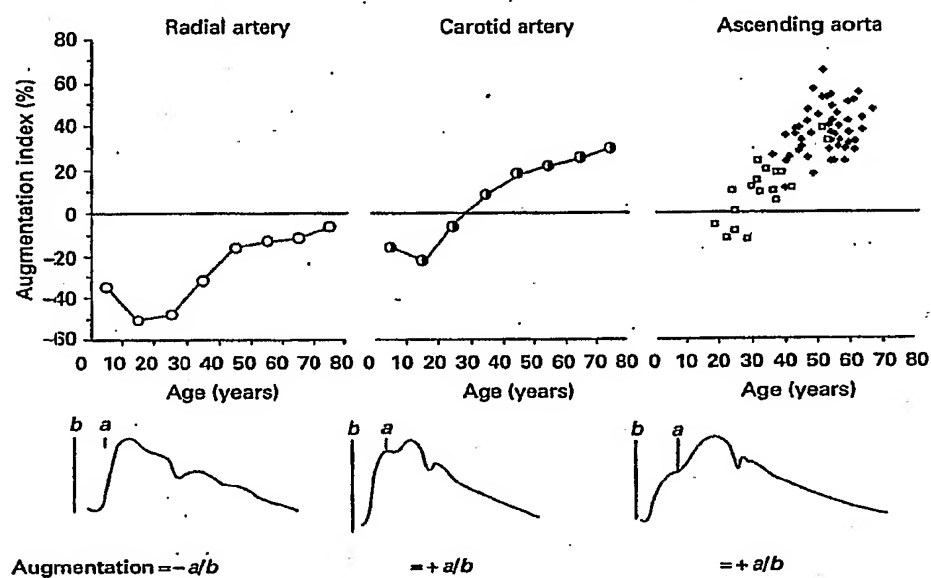 Radial artery
Carotid artery
Ascending aorta
Augmentation index (%)
80
60
40
20
0
−20
−40
−60
0 10 20 30 40 50 60 70 80
0 10 20 30 40 50 60 70 80
0 10 20 30 40 50 60 70 80
Age (years)
Age (years)
Age (years)
b a
b a
b a
Augmentation = − a/b
= + a/b
= + a/b